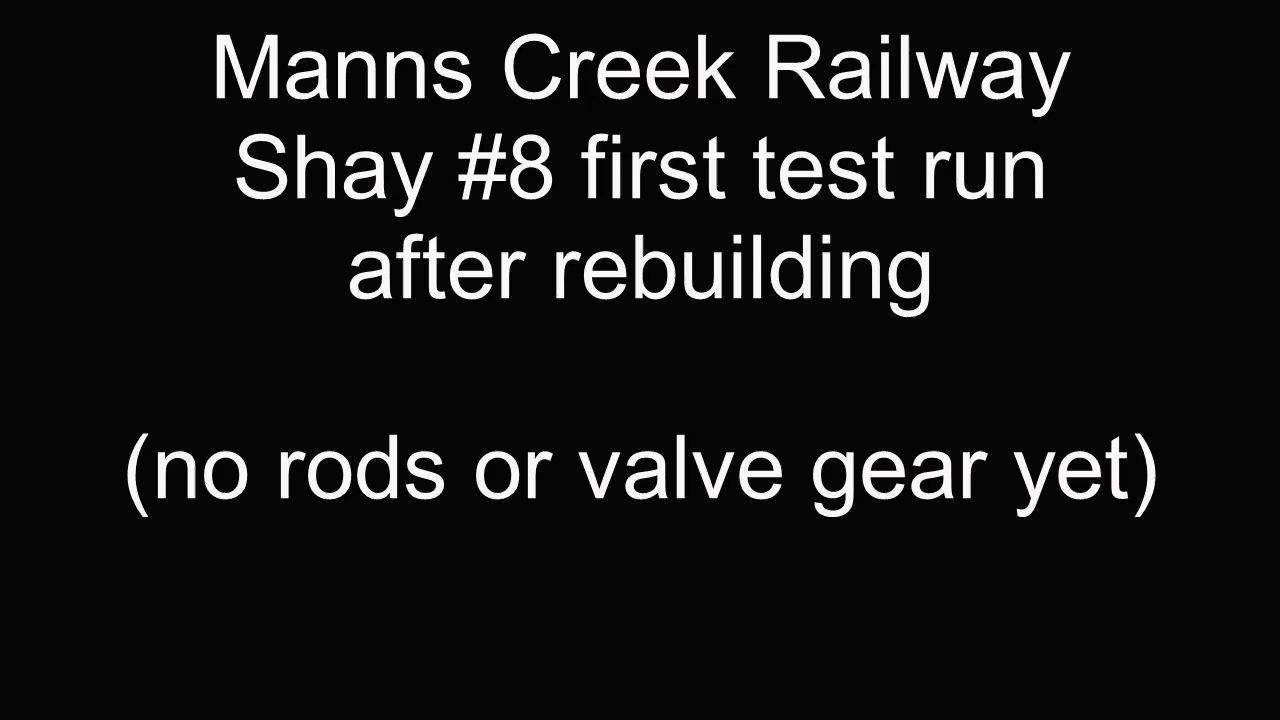 Manns Creek Railway
Shay #8 first test run
after rebuilding
(no rods or valve gear yet)